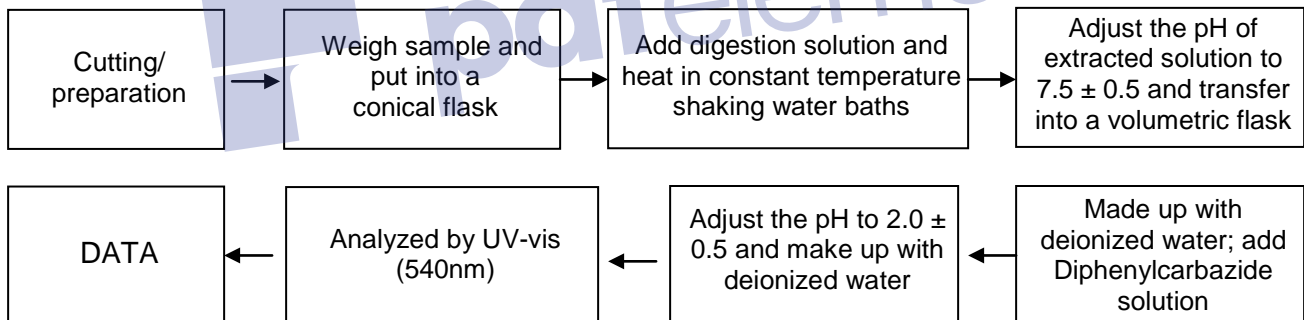 Cutting/
preparation
Weigh sample and
put into a
conical flask
Add digestion solution and
heat in constant temperature
shaking water baths
Adjust the pH of
extracted solution to
7.5 ± 0.5 and transfer
into a volumetric flask
Made up with
deionized water; add
Diphenylcarbazide
solution
Adjust the pH to 2.0 ±
0.5 and make up with
deionized water
Analyzed by UV-vis
(540nm)
DATA